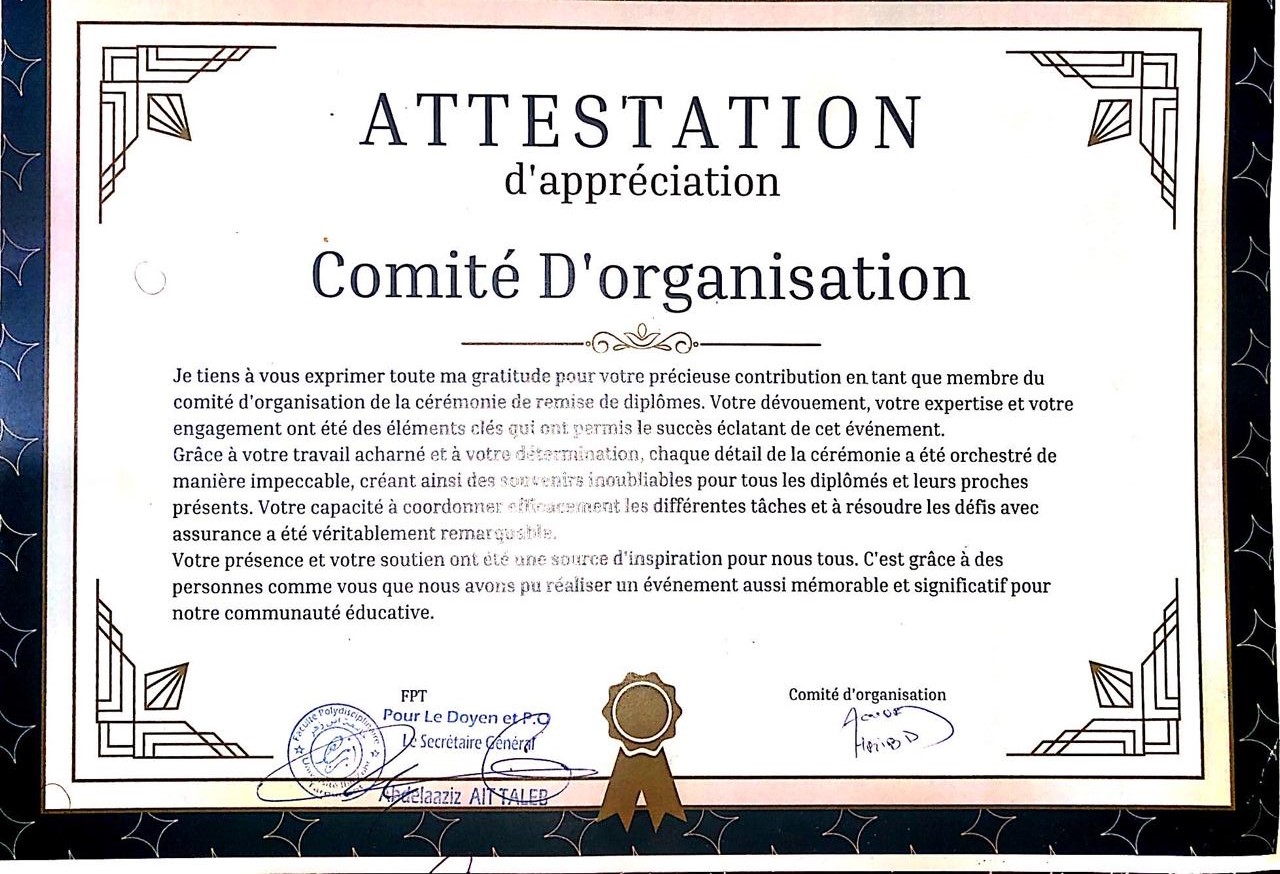 ATTESTATION
d'appréciation
Comité D'organisation
Je tiens à vous exprimer toute ma gratitude pour votre précieuse contribution en tant que membre du
comité d'organisation de la cérémonie de remise de diplômes. Votre dévouement, votre expertise et votre
engagement ont été des éléments clés qui ont permis le succès éclatant de cet événement.
Grâce à votre travail acharné et à votre détermination, chaque détail de la cérémonie a été orchestré de
manière impeccable, créant ainsi des souvenirs inoubliables pour tous les diplômés et leurs proches
présents. Votre capacité à coordonner efficacement les différentes tâches et à résoudre les défis avec
assurance a été véritablement remarquable.
Votre présence et votre soutien ont été une source d'inspiration pour nous tous. C'est grâce à des
personnes comme vous que nous avons pu réaliser un événement aussi mémorable et significatif pour
notre communauté éducative.
FPT
Pour Le Doyen et P.O
Le Secrétaire Général
Abdelaaziz AIT TALEB
Faculté Polydisciplinaire
Comité d'organisation